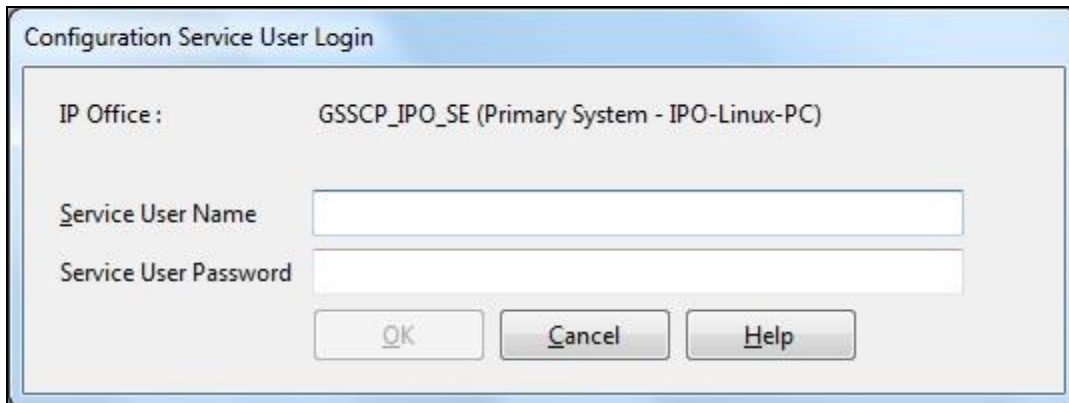 Configuration Service User Login
IP Office : GSSCP_IPO_SE (Primary System - IPO-Linux-PC)
Service User Name
Service User Password
OK Cancel Help